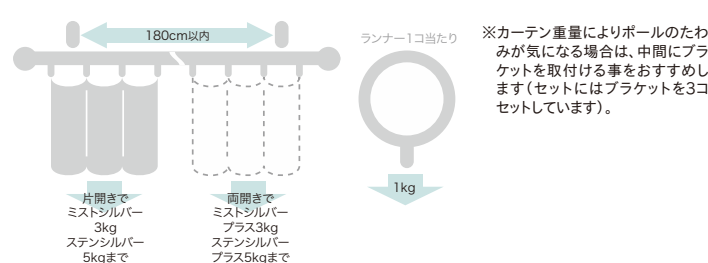 180cm以内
片開きで
ミストシルバー
3kg
ステンシルバー
5kgまで
両開きで
ミストシルバー
プラス3kg
ステンシルバー
プラス5kgまで
ランナー1コ当たり
1kg
※カーテン重量によりポールのたわ
みが気になる場合は、中間にブラ
ケットを取付ける事をおすすめし
ます(セットにはブラケットを3コ
セットしています)。